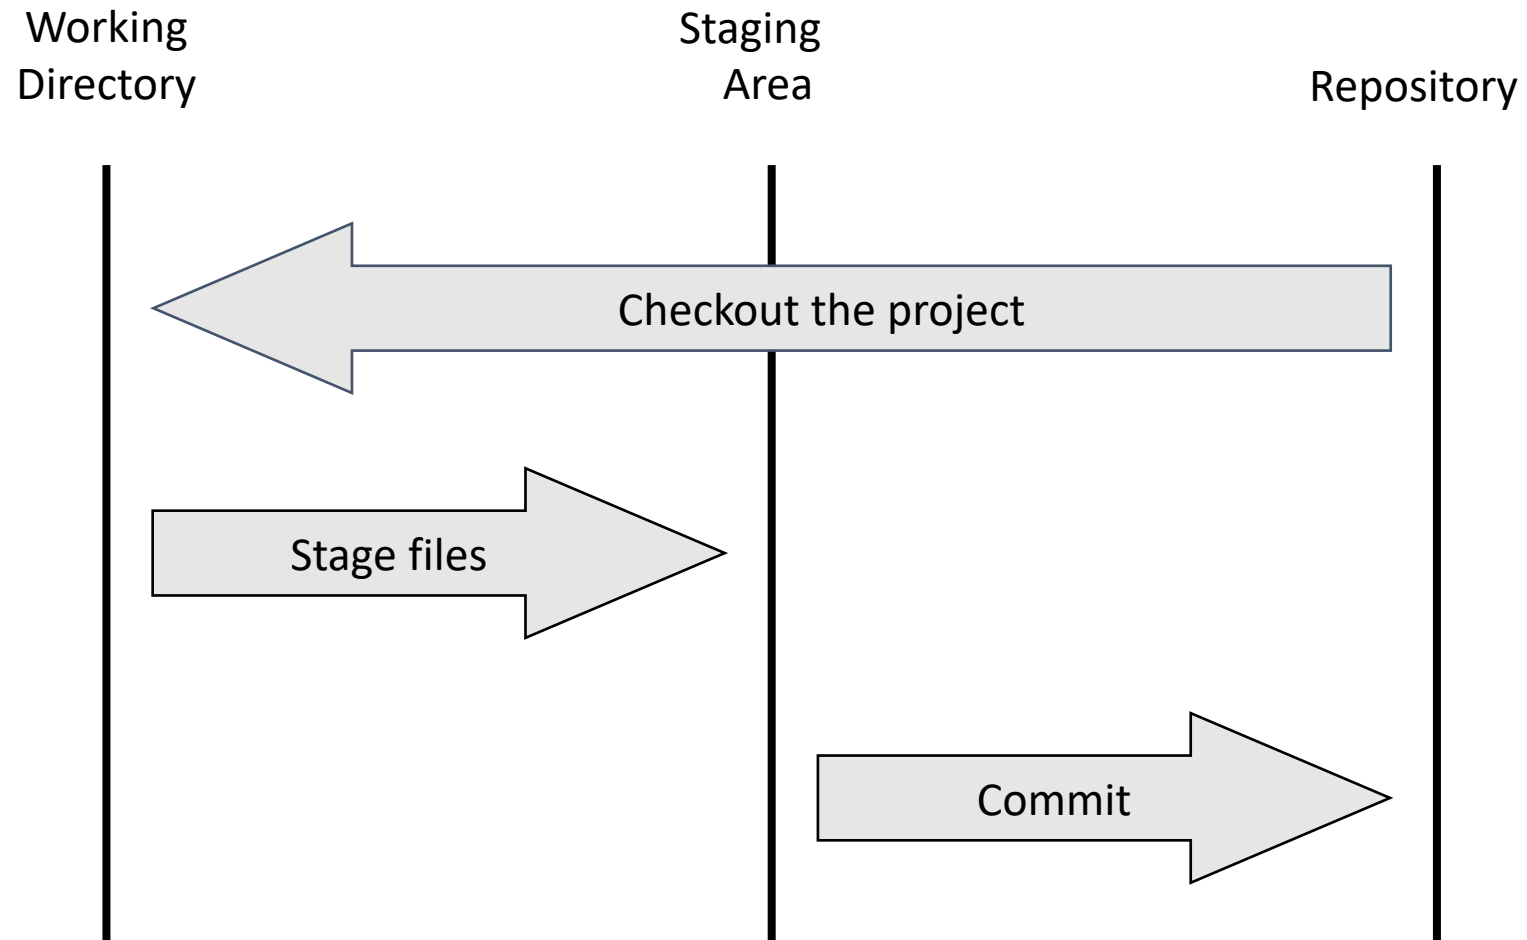 Working
Directory
Staging
Area
Repository
Checkout the project
Stage files
Commit